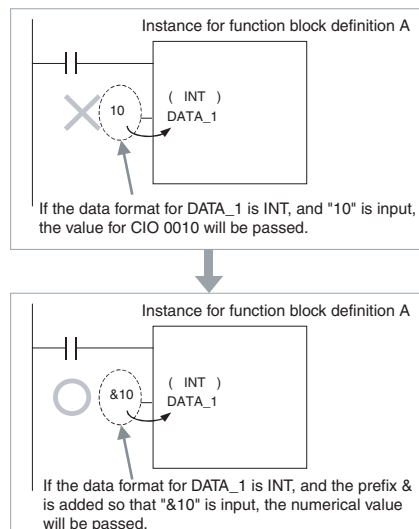 Instance for function block definition A
10
( INT )
DATA_1
If the data format for DATA_1 is INT, and "10" is input,
the value for CIO 0010 will be passed.
Instance for function block definition A
&10
( INT )
DATA_1
If the data format for DATA_1 is INT, and the prefix &
is added so that "&10" is input, the numerical value
will be passed.